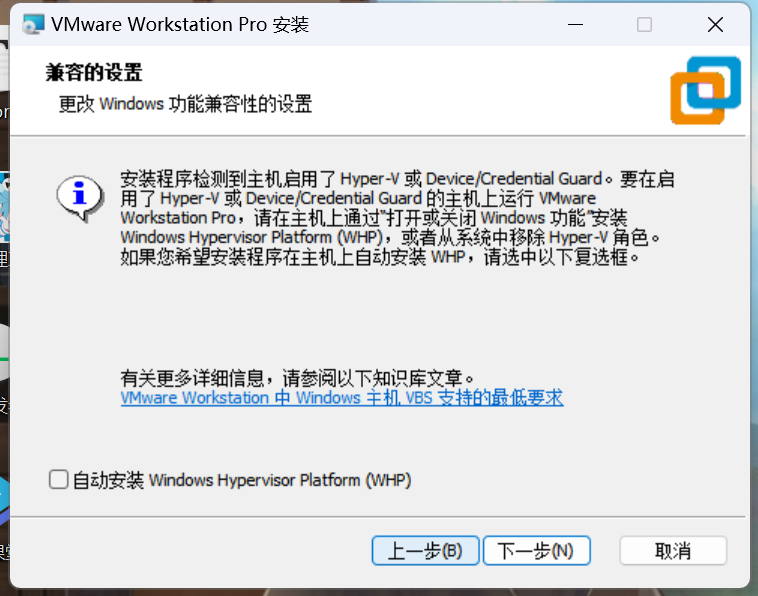 VMware Workstation Pro 安装
兼容的设置
更改 Windows 功能兼容性的设置
安装程序检测到主机启用了 Hyper-V 或 Device/Credential Guard。要在启
用了 Hyper-V 或 Device/Credential Guard 的主机上运行 VMware
Workstation Pro，请在主机上通过"打开或关闭 Windows 功能"安装
Windows Hypervisor Platform (WHP)，或者从系统中移除 Hyper-V 角色。
如果您希望安装程序在主机上自动安装 WHP，请选中以下复选框。
有关更多详细信息，请参阅以下知识库文章。
VMware Workstation 中 Windows 主机 VBS 支持的最低要求
自动安装 Windows Hypervisor Platform (WHP)
上一步(B)
下一步(N)
取消